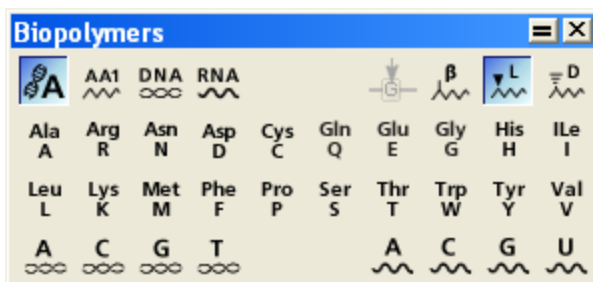 Biopolymers
A AA1 DNA RNA G β L D
Ala Arg Asn Asp Cys Gln Glu Gly His ILe
A R N D C Q E G H I
Leu Lys Met Phe Pro Ser Thr Trp Tyr Val
L K M F P S T W Y V
A C G T A C G U